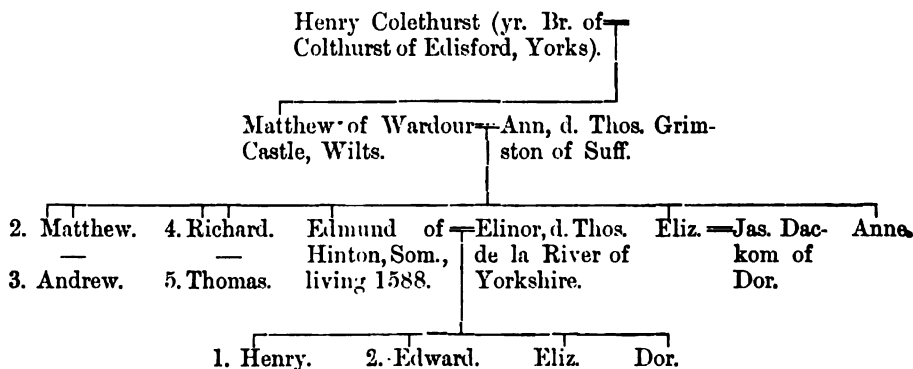 Henry Colethurst (yr. Br. of
Colthurst of Edisford, Yorks).
Matthew of Wardour Ann, d. Thos. Grim-
Castle, Wilts. ston of Suff.
2. Matthew. 4. Richard. Edmund of Elinor, d. Thos. Eliz. Jas. Dac- Anne.
— — Hinton, Som., de la River of kom of
3. Andrew. 5. Thomas. living 1588. Yorkshire. Dor.
1. Henry. 2. Edward. Eliz. Dor.